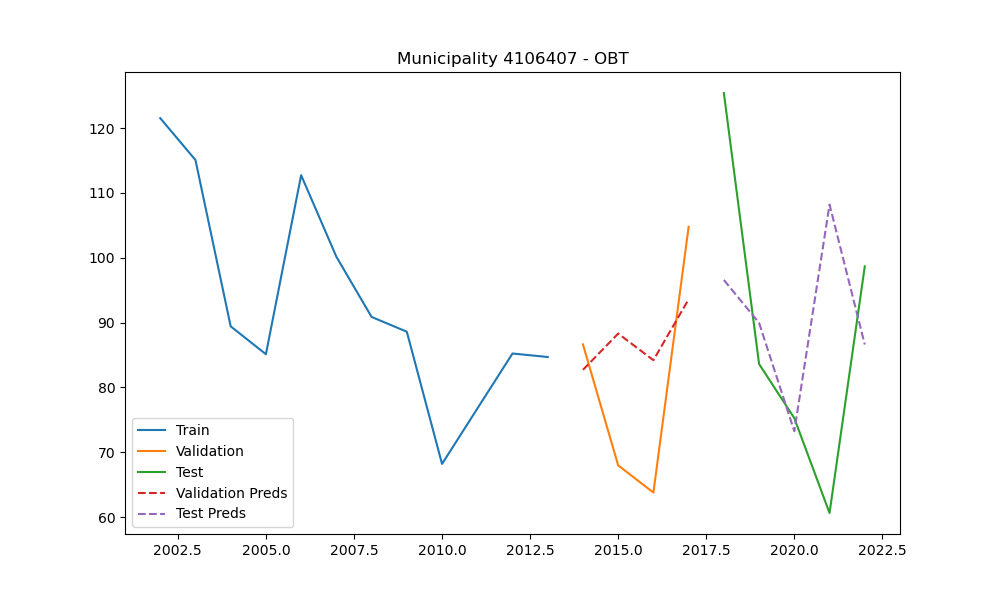 Municipality 4106407 - OBT
120
110
100
90
80
70
60
Train
Validation
Test
Validation Preds
Test Preds
2002.5 2005.0 2007.5 2010.0 2012.5 2015.0 2017.5 2020.0 2022.5